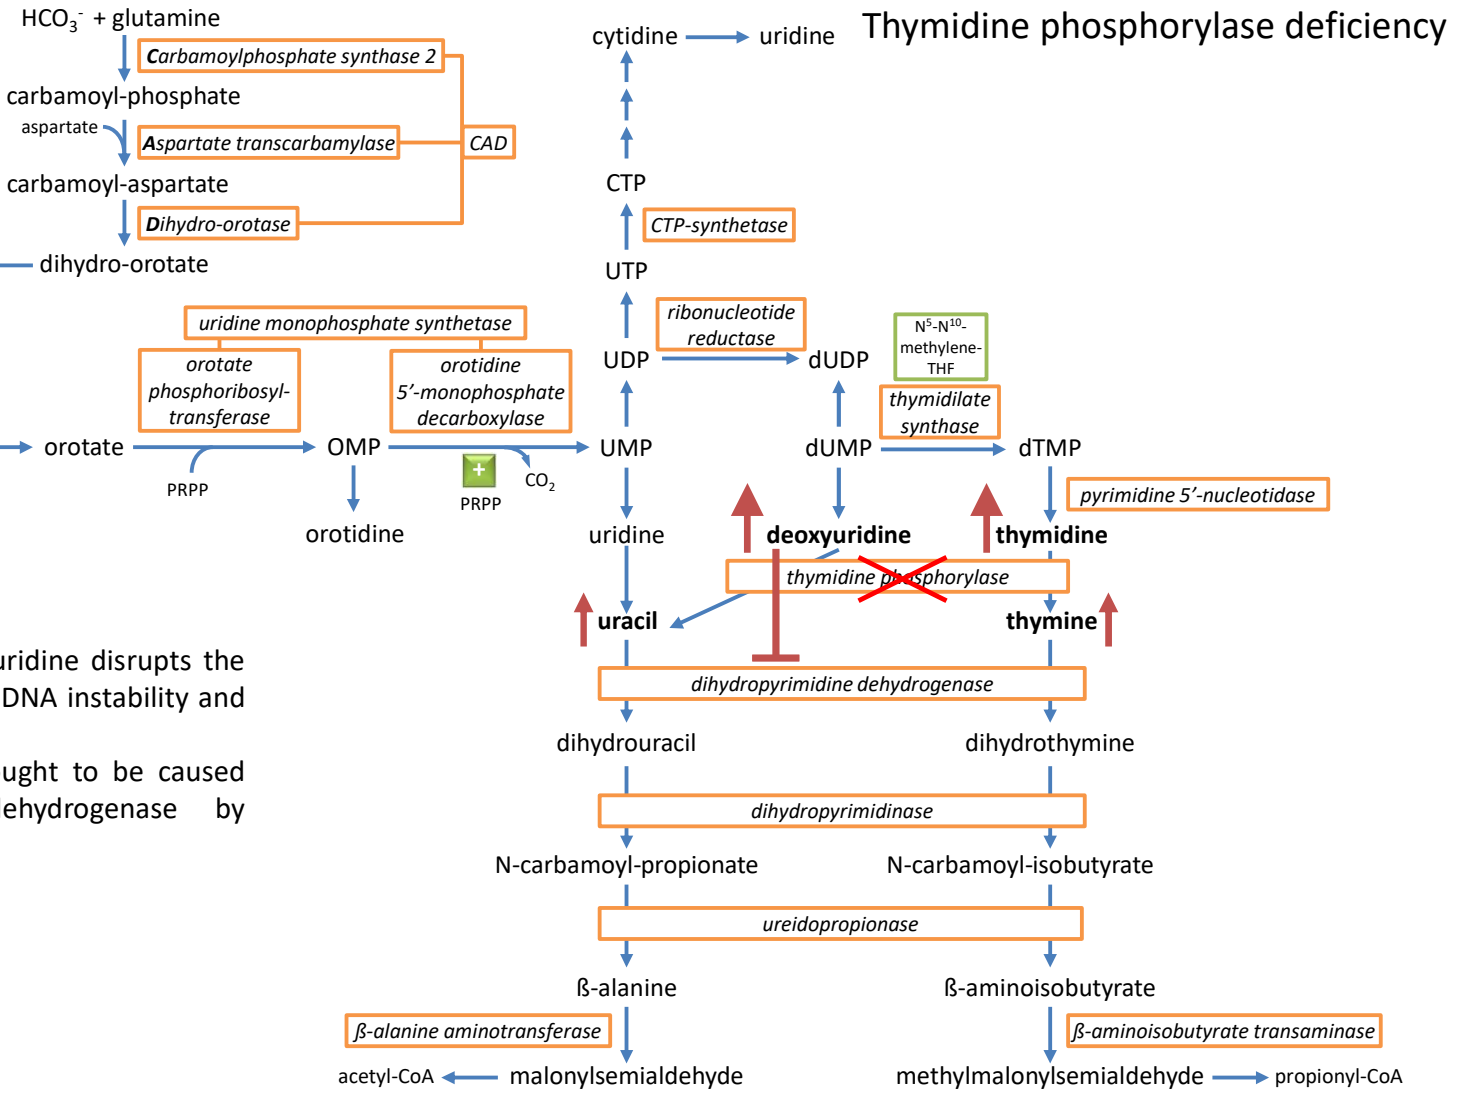 Thymidine phosphorylase deficiency
HCO3- + glutamine
Carbamoylphosphate synthase 2
carbamoyl-phosphate
aspartate
Aspartate transcarbamylase
CAD
carbamoyl-aspartate
Dihydro-orotase
dihydro-orotate
cytidine
uridine
CTP
CTP-synthetase
UTP
uridine monophosphate synthetase
orotate
phosphoribosyl-
transferase
orotidine
5’-monophosphate
decarboxylase
ribonucleotide
reductase
UDP
dUDP
N5-N10-
methylene-
THF
thymidilate
synthase
orotate
OMP
UMP
dUMP
dTMP
PRPP
+
PRPP
CO2
pyrimidine 5’-nucleotidase
orotidine
uridine
deoxyuridine
thymidine
thymidine phosphorylase
uracil
thymine
uridine disrupts the
DNA instability and
ought to be caused
dehydrogenase by
dihydropyrimidine dehydrogenase
dihydrouracil
dihydrothymine
dihydropyrimidinase
N-carbamoyl-propionate
N-carbamoyl-isobutyrate
ureidopropionase
ß-alanine
ß-aminoisobutyrate
ß-alanine aminotransferase
ß-aminoisobutyrate transaminase
acetyl-CoA
malonylsemialdehyde
methylmalonylsemialdehyde
propionyl-CoA